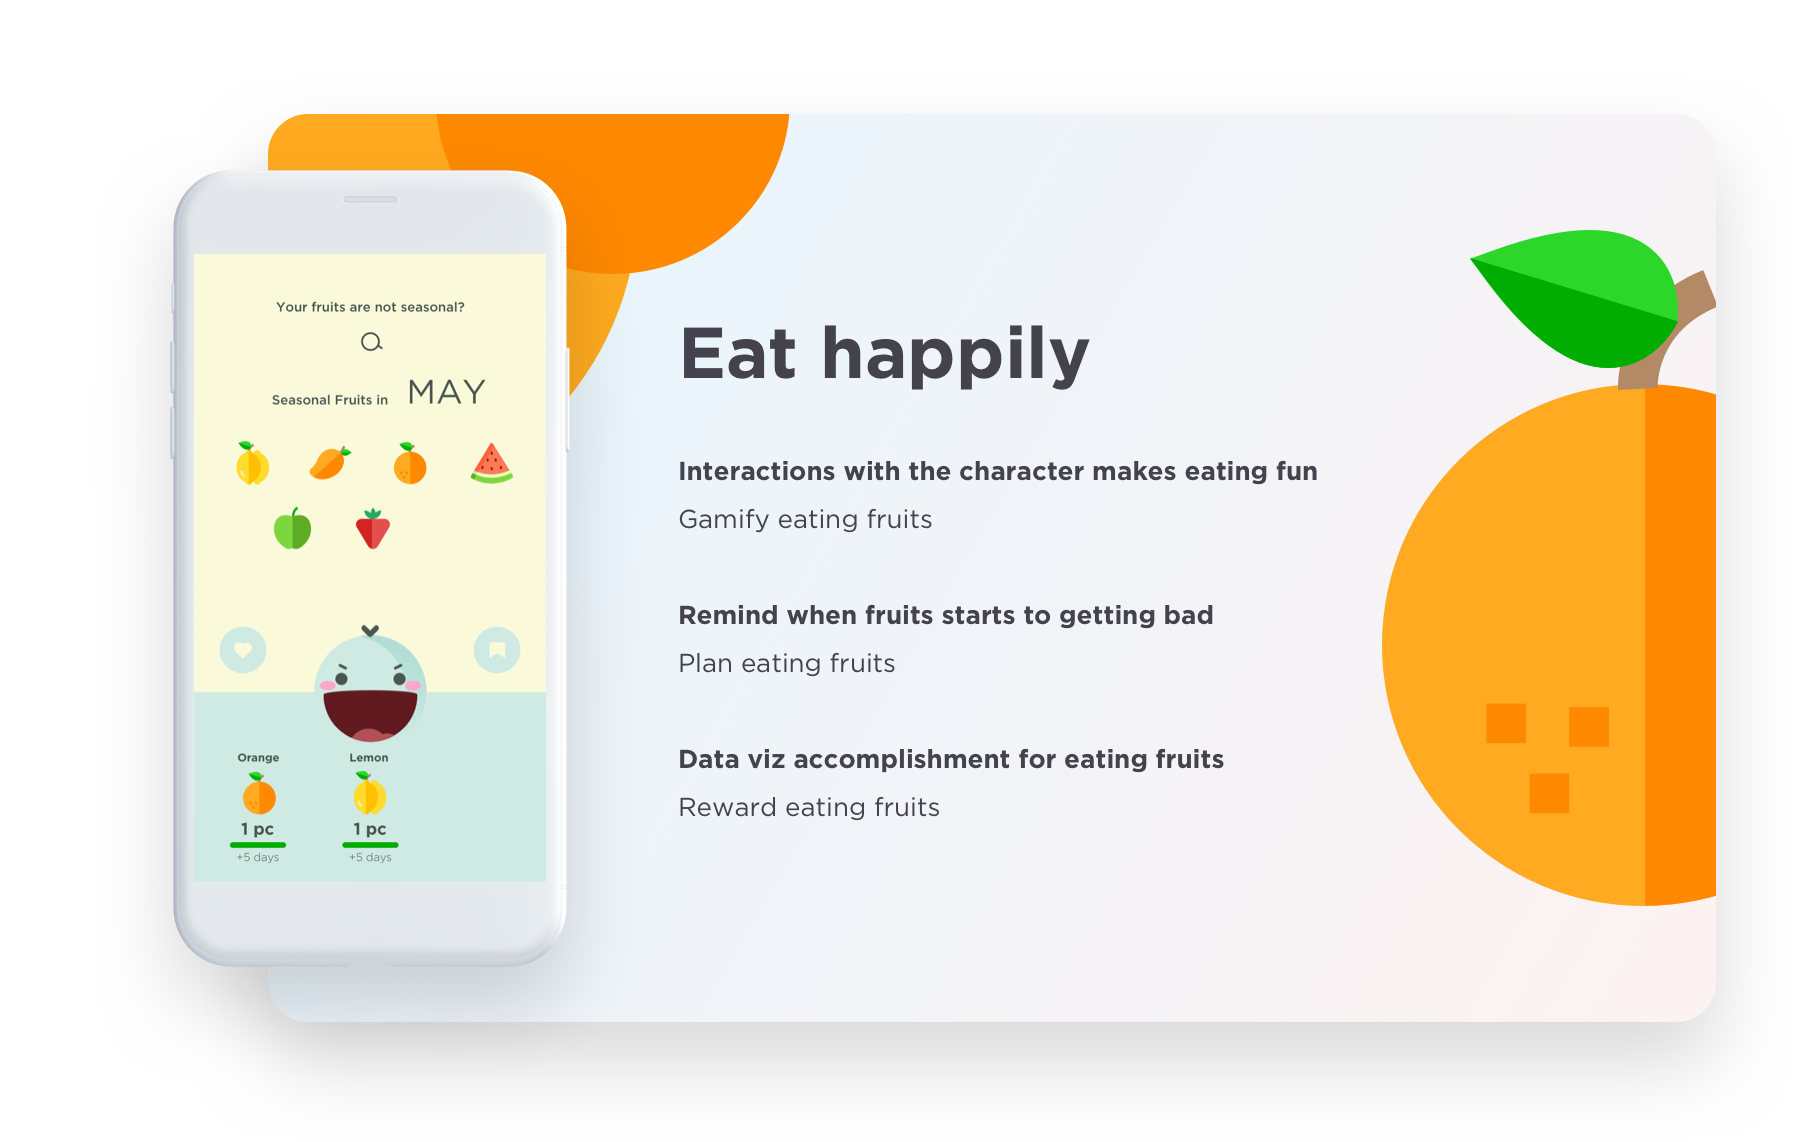 Your fruits are not seasonal?
Seasonal Fruits in MAY
Orange
Lemon
1 pc
1 pc
+5 days
+5 days
Eat happily
Interactions with the character makes eating fun
Gamify eating fruits
Remind when fruits starts to getting bad
Plan eating fruits
Data viz accomplishment for eating fruits
Reward eating fruits